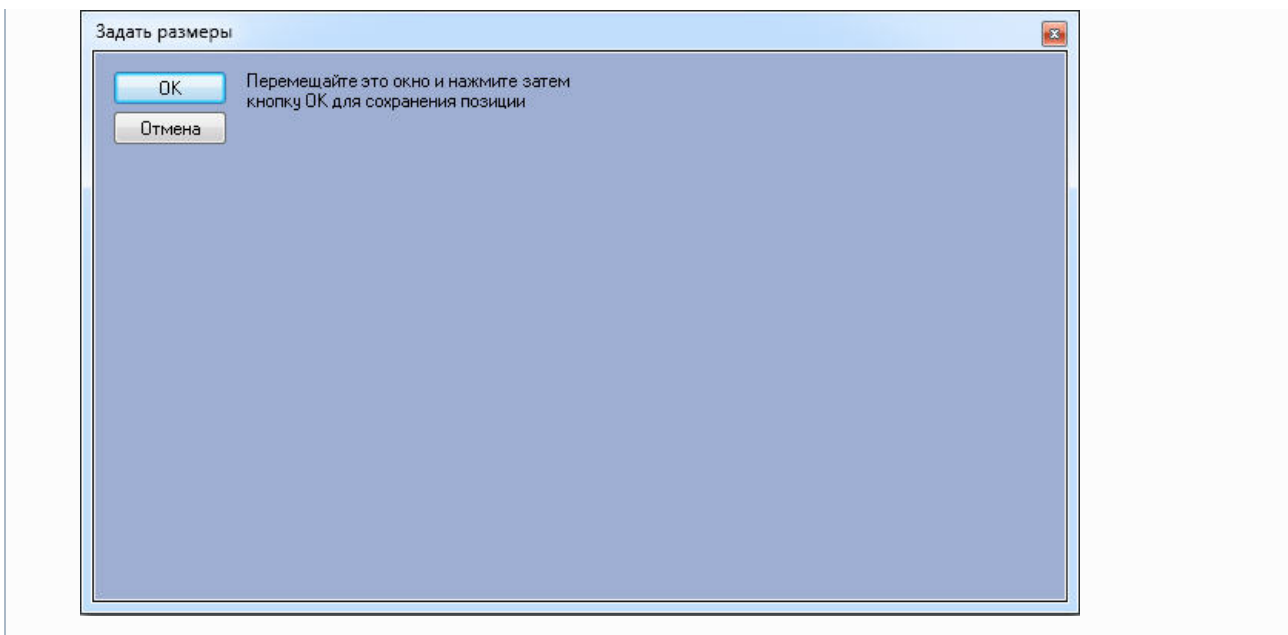 Задать размеры
OK
Перемещайте это окно и нажмите затем
кнопку OK для сохранения позиции
Отмена